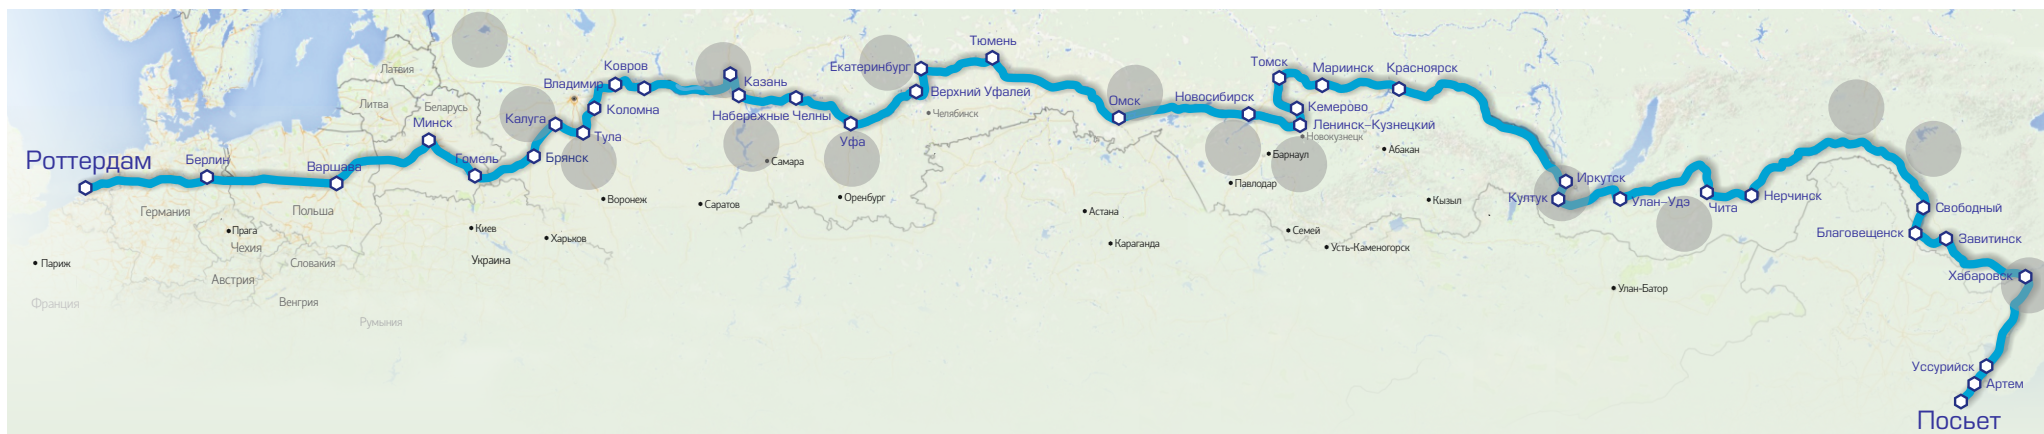 Роттердам
Берлин
Варшава
Минск
Гомель
Брянск
Калуга
Тула
Коломна
Владимир
Ковров
Казань
Набережные Челны
Уфа
Верхний Уфалей
Екатеринбург
Тюмень
Омск
Новосибирск
Ленинск-Кузнецкий
Кемерово
Томск
Мариинск
Красноярск
Иркутск
Култук
Улан-Удэ
Чита
Нерчинск
Свободный
Благовещенск
Завитинск
Хабаровск
Уссурийск
Артем
Посьет
Латвия
Литва
Беларусь
Германия
Польша
Прага
Чехия
Словакия
Австрия
Венгрия
Париж
Франция
Румыния
Киев
Украина
Харьков
Воронеж
Саратов
Самара
Оренбург
Челябинск
Астана
Караганда
Павлодар
Барнаул
Новокузнецк
Абакан
Семей
Усть-Каменогорск
Кызыл
Улан-Батор